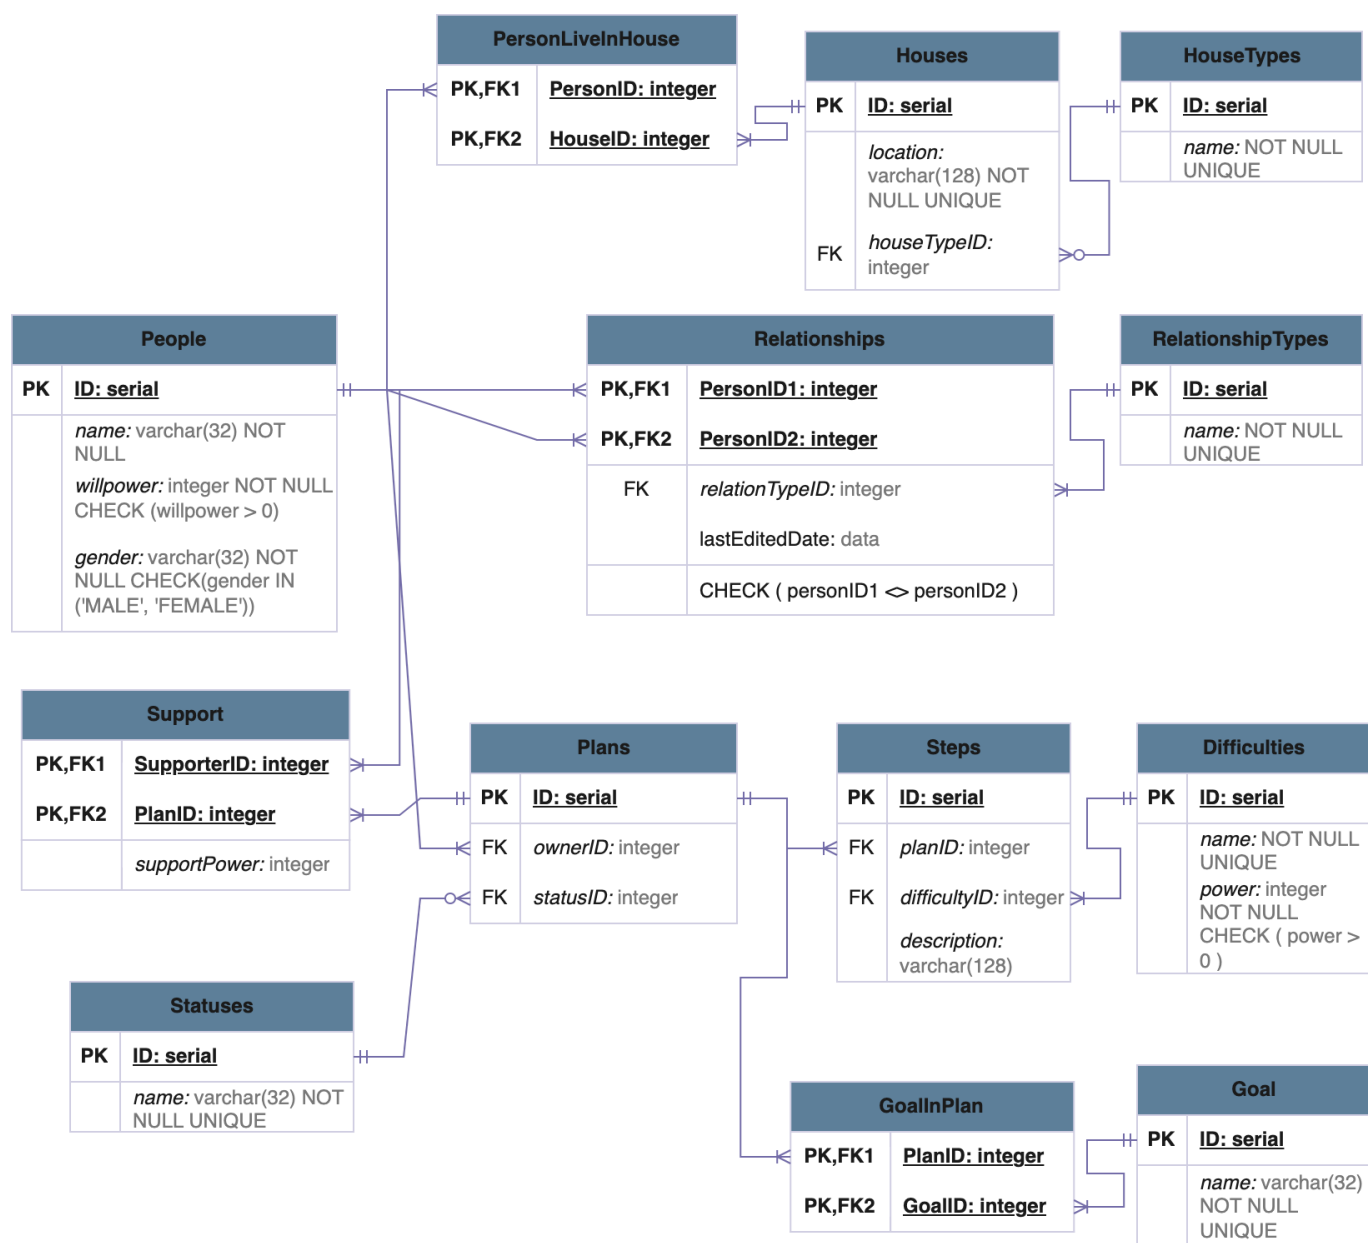 PersonLiveInHouse
PK,FK1 PersonID: integer
PK,FK2 HouseID: integer
Houses
PK ID: serial
location:
varchar(128) NOT
NULL UNIQUE
FK houseTypeID:
integer
HouseTypes
PK ID: serial
name: NOT NULL
UNIQUE
People
PK ID: serial
name: varchar(32) NOT
NULL
willpower: integer NOT NULL
CHECK (willpower > 0)
gender: varchar(32) NOT
NULL CHECK(gender IN
('MALE', 'FEMALE'))
Relationships
PK,FK1 PersonID1: integer
PK,FK2 PersonID2: integer
FK relationTypeID: integer
lastEditedDate: data
CHECK ( personID1 <> personID2 )
RelationshipTypes
PK ID: serial
name: NOT NULL
UNIQUE
Support
PK,FK1 SupporterID: integer
PK,FK2 PlanID: integer
supportPower: integer
Plans
PK ID: serial
FK ownerID: integer
FK statusID: integer
Steps
PK ID: serial
FK planID: integer
FK difficultyID: integer
description:
varchar(128)
Difficulties
PK ID: serial
name: NOT NULL
UNIQUE
power: integer
NOT NULL
CHECK ( power >
0 )
Statuses
PK ID: serial
name: varchar(32) NOT
NULL UNIQUE
GoalInPlan
PK,FK1 PlanID: integer
PK,FK2 GoalID: integer
Goal
PK ID: serial
name: varchar(32)
NOT NULL
UNIQUE